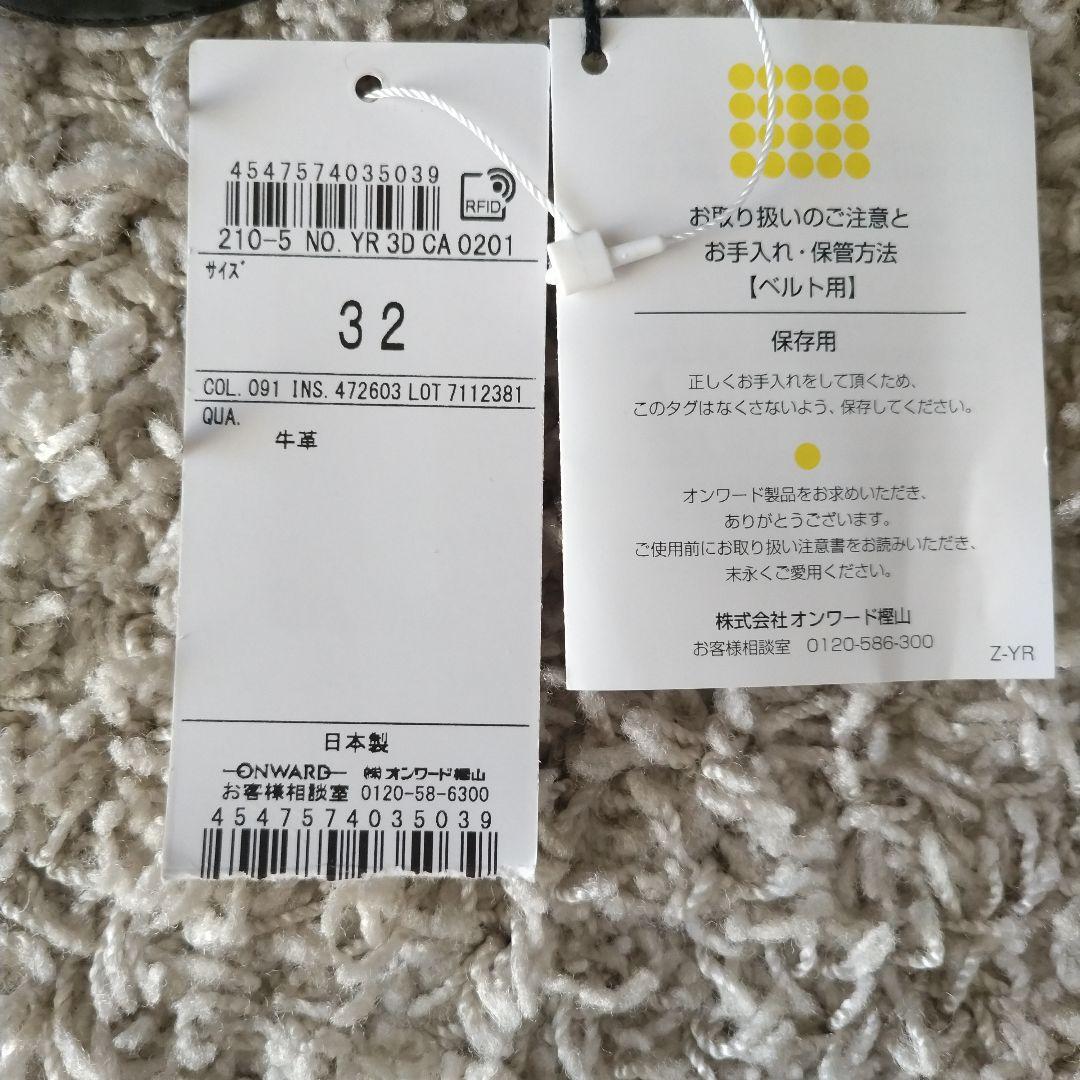 4547574035039
RFID
210-5 NO. YR 3D CA 0201
サイズ
32
COL. 091 INS. 472603 LOT 7112381
QUA.
牛革
日本製
ONWARD ㈱オンワード樫山
お客様相談室 0120-58-6300
4547574035039
お取り扱いのご注意と
お手入れ・保管方法
【ベルト用】
保存用
正しくお手入れをして頂くため、
このタグはなくさないよう、保存してください。
オンワード製品をお求めいただき、
ありがとうございます。
ご使用前にお取り扱い注意書をお読みいただき、
末永くご愛用ください。
株式会社オンワード樫山
お客様相談室 0120-586-300
Z-YR